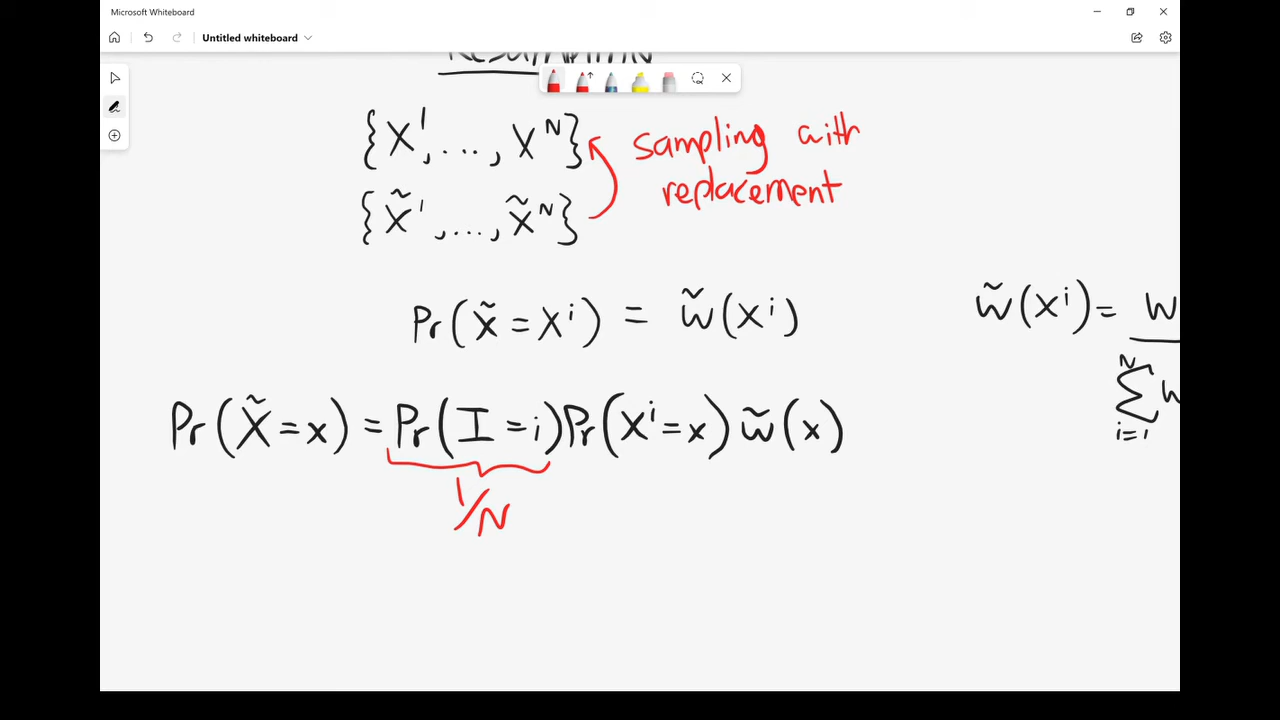 Microsoft Whiteboard
Untitled whiteboard
{X¹, ..., Xᴺ}
sampling with
replacement
{X̃¹, ..., X̃ᴺ}
Pr(x̃ = Xⁱ) = w̃(Xⁱ)
w̃(Xⁱ) = w
N
Σ w
i=1
Pr(X̃ = x) = Pr(I = i)Pr(Xⁱ = x) w̃(x)
1/N